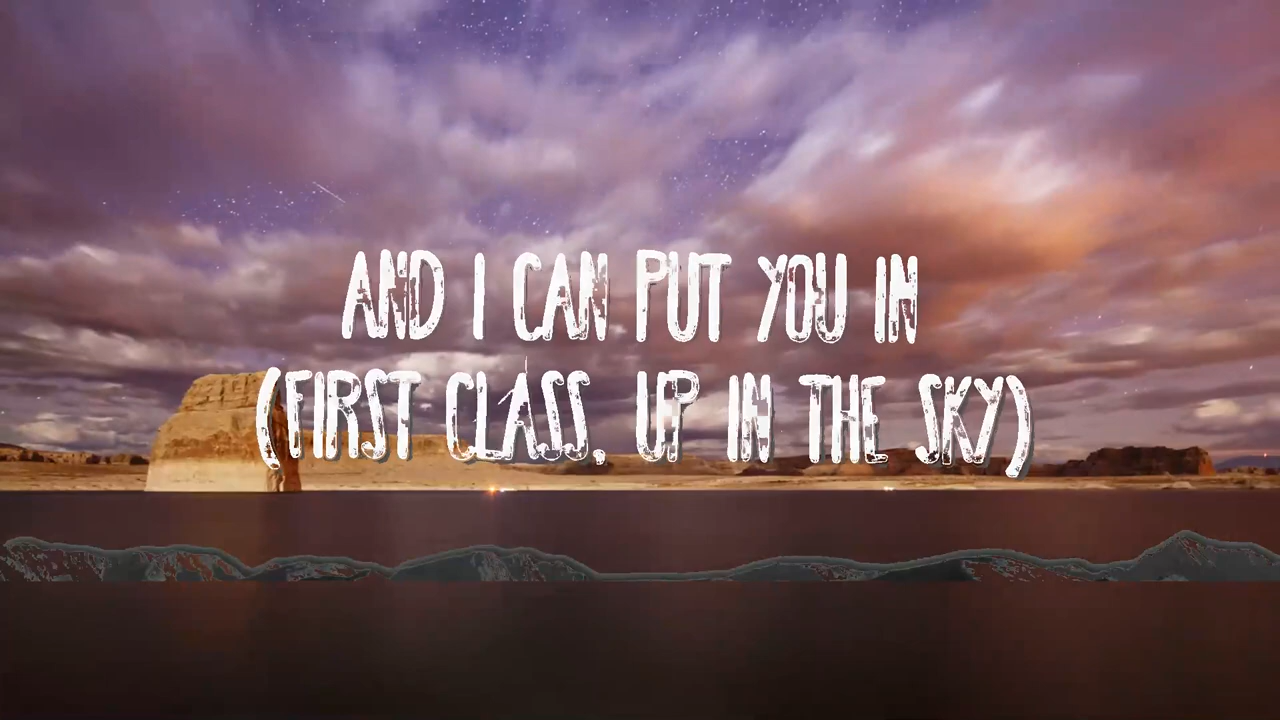 AND I CAN PUT YOU IN
(FIRST CLASS, UP IN THE SKY)